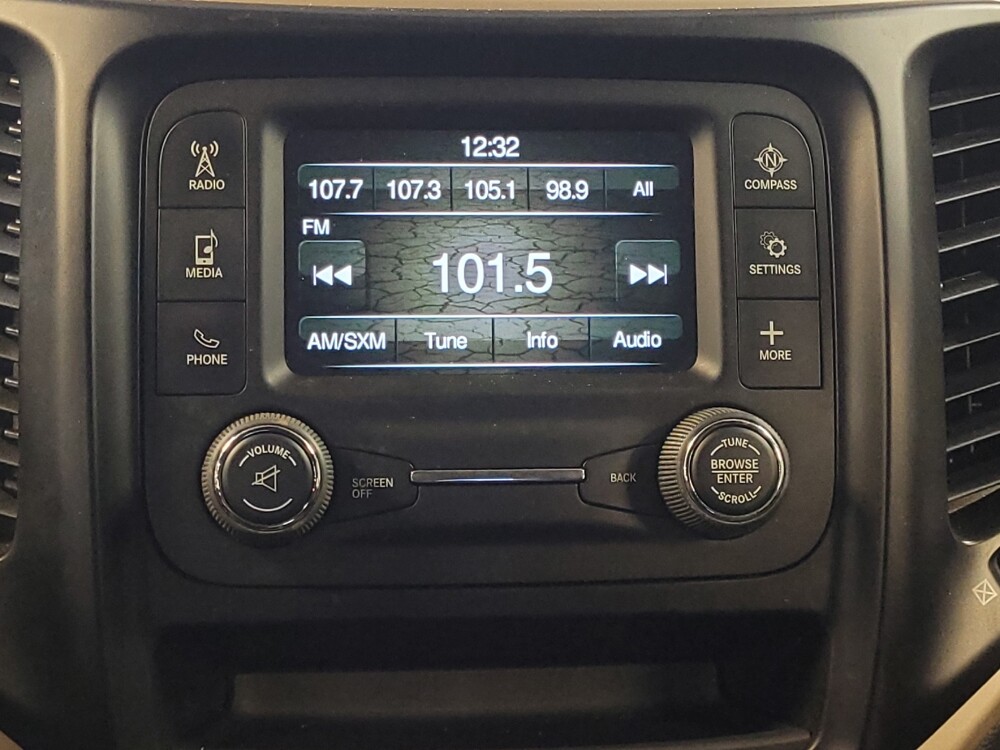 12:32
107.7 107.3 105.1 98.9 All
FM
101.5
AM/SXM Tune Info Audio
RADIO
MEDIA
PHONE
N
COMPASS
SETTINGS
MORE
VOLUME
SCREEN
OFF
BACK
TUNE
BROWSE
ENTER
SCROLL